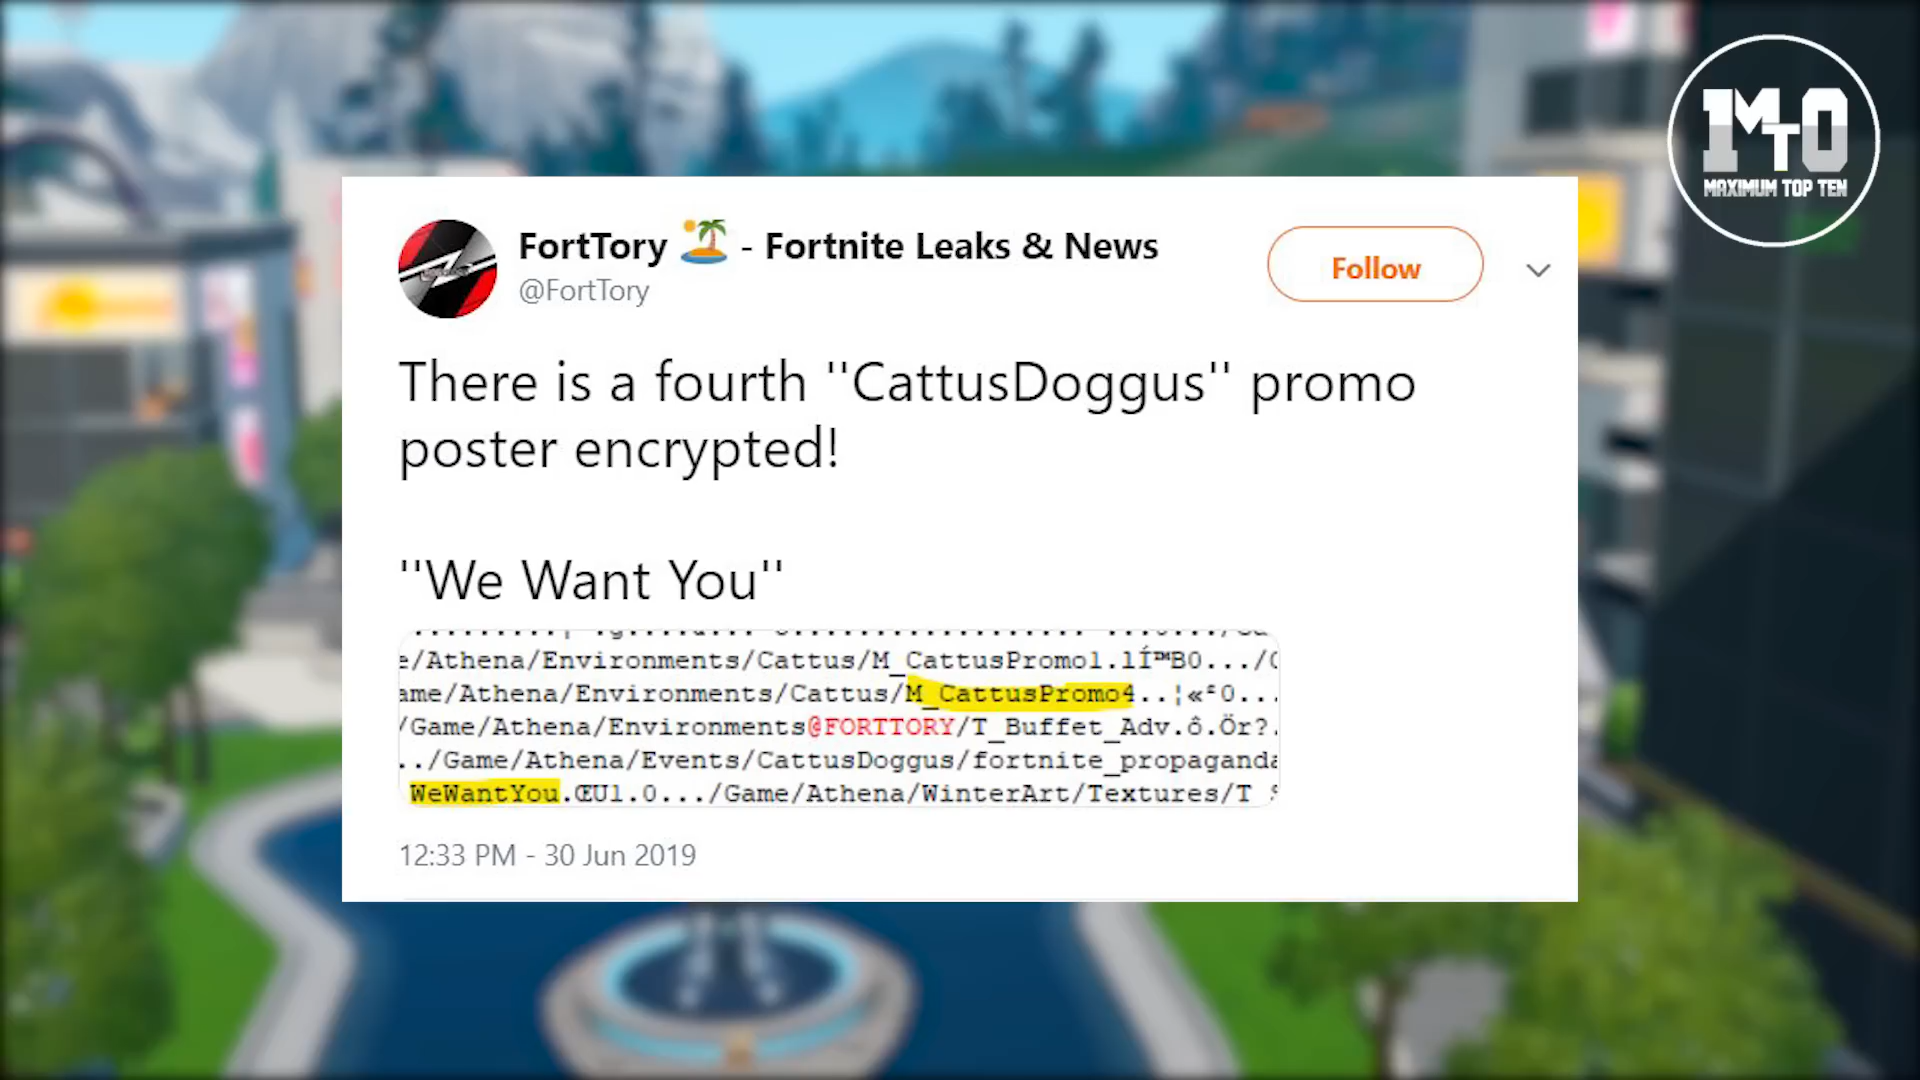 1MT0
MAXIMUM TOP TEN
FortTory 🏝 - Fortnite Leaks & News
@FortTory
Follow
There is a fourth "CattusDoggus" promo
poster encrypted!
"We Want You"
e/Athena/Environments/Cattus/M_CattusPromo1.lÍ™B0.../
ame/Athena/Environments/Cattus/M_CattusPromo4..¦«²0...
/Game/Athena/Environments@FORTTORY/T_Buffet_Adv.ô.Ör?.
../Game/Athena/Events/CattusDoggus/fortnite_propaganda
WeWantYou.ŒU1.0.../Game/Athena/WinterArt/Textures/T_S
12:33 PM - 30 Jun 2019